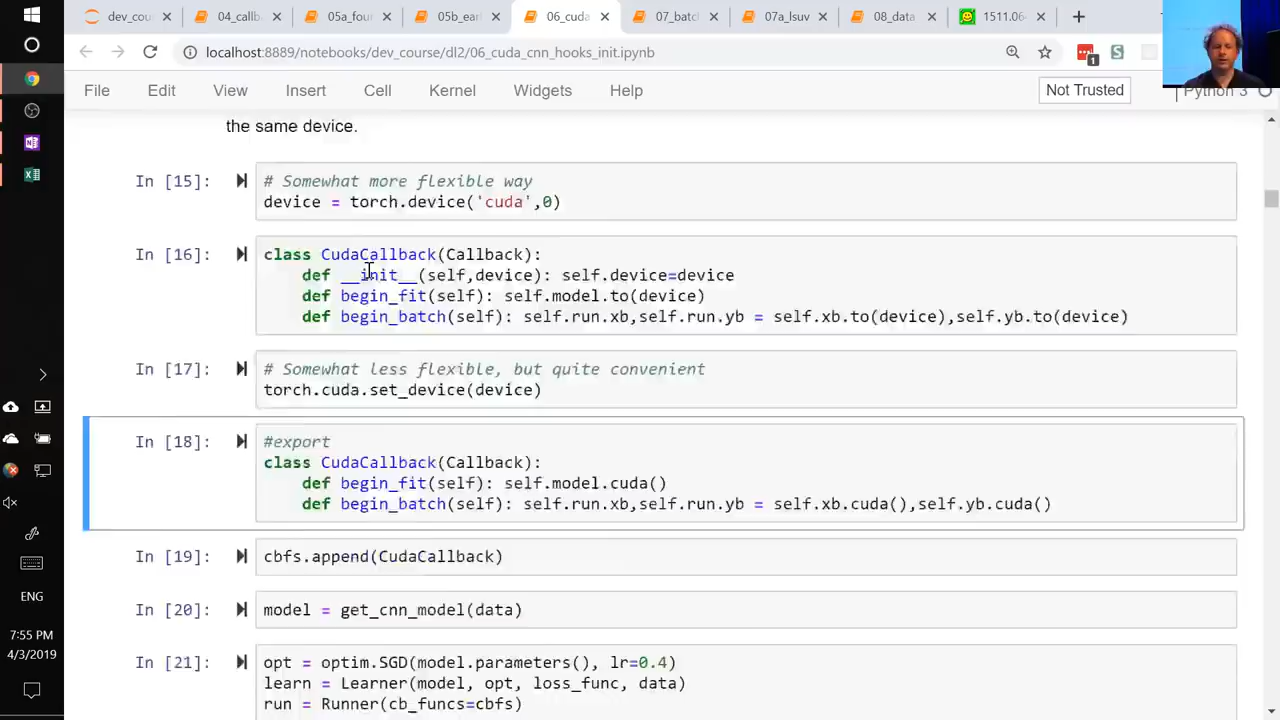 dev_cou
04_callb
05a_fou
05b_ear
06_cuda
07_batch
07a_lsuv
08_data
1511.06
localhost:8889/notebooks/dev_course/dl2/06_cuda_cnn_hooks_init.ipynb
1
S
File Edit View Insert Cell Kernel Widgets Help
Not Trusted
Python 3
the same device.
In [15]:
# Somewhat more flexible way
device = torch.device('cuda',0)
In [16]:
class CudaCallback(Callback):
def __init__(self,device): self.device=device
def begin_fit(self): self.model.to(device)
def begin_batch(self): self.run.xb,self.run.yb = self.xb.to(device),self.yb.to(device)
In [17]:
# Somewhat less flexible, but quite convenient
torch.cuda.set_device(device)
In [18]:
#export
class CudaCallback(Callback):
def begin_fit(self): self.model.cuda()
def begin_batch(self): self.run.xb,self.run.yb = self.xb.cuda(),self.yb.cuda()
In [19]:
cbfs.append(CudaCallback)
In [20]:
model = get_cnn_model(data)
In [21]:
opt = optim.SGD(model.parameters(), lr=0.4)
learn = Learner(model, opt, loss_func, data)
run = Runner(cb_funcs=cbfs)
ENG
7:55 PM
4/3/2019